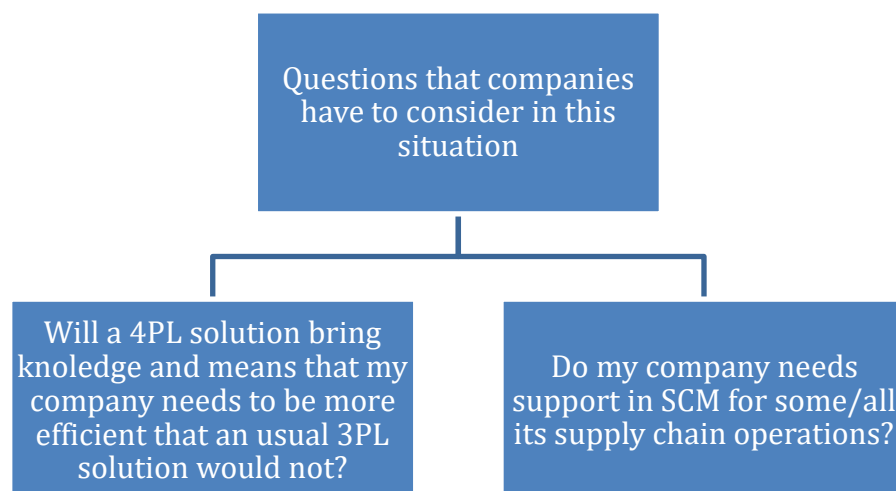 Questions that companies
have to consider in this
situation
Will a 4PL solution bring
knoledge and means that my
company needs to be more
efficient that an usual 3PL
solution would not?
Do my company needs
support in SCM for some/all
its supply chain operations?